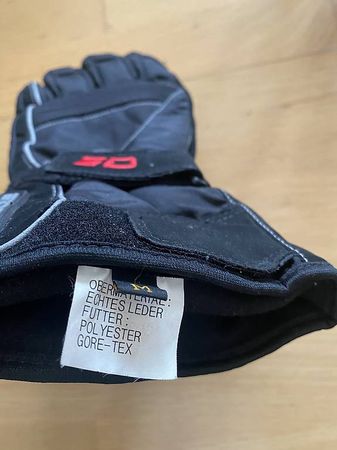 M
OBERMATERIAL:
ECHTES LEDER
FUTTER:
POLYESTER
GORE-TEX